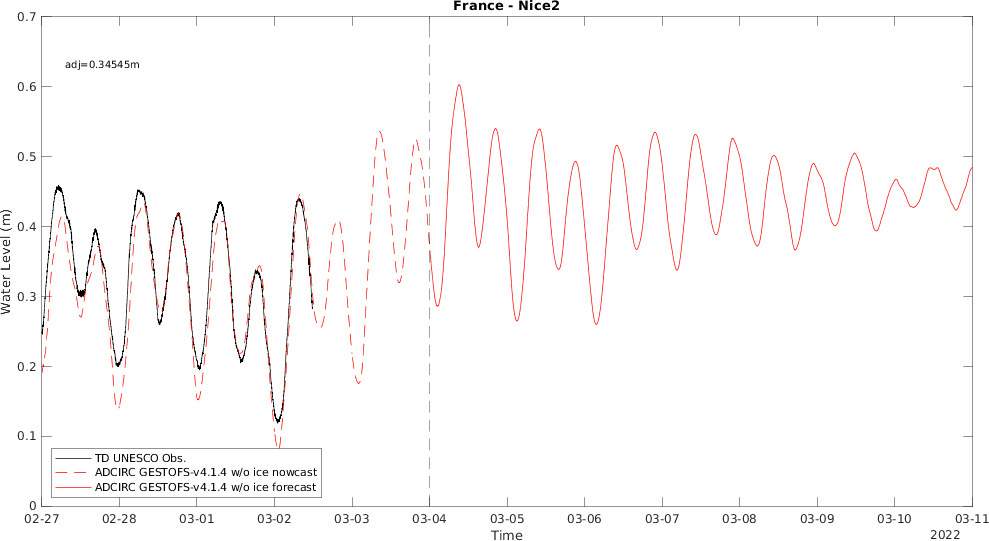 France - Nice2
adj=0.34545m
Water Level (m)
0.7
0.6
0.5
0.4
0.3
0.2
0.1
0
TD UNESCO Obs.
ADCIRC GESTOFS-v4.1.4 w/o ice nowcast
ADCIRC GESTOFS-v4.1.4 w/o ice forecast
02-27 02-28 03-01 03-02 03-03 03-04 03-05 03-06 03-07 03-08 03-09 03-10 03-11
Time
2022